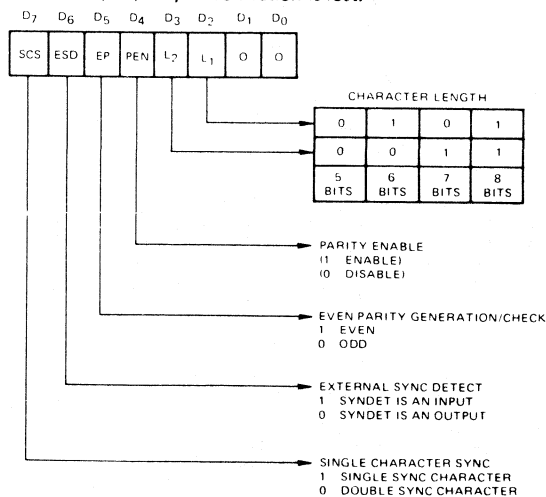 D7 D6 D5 D4 D3 D2 D1 D0
SCS ESD EP PEN L2 L1 0 0
CHARACTER LENGTH
0 1 0 1
0 0 1 1
5 BITS 6 BITS 7 BITS 8 BITS
PARITY ENABLE
(1 ENABLE)
(0 DISABLE)
EVEN PARITY GENERATION/CHECK
1 EVEN
0 ODD
EXTERNAL SYNC DETECT
1 SYNDET IS AN INPUT
0 SYNDET IS AN OUTPUT
SINGLE CHARACTER SYNC
1 SINGLE SYNC CHARACTER
0 DOUBLE SYNC CHARACTER